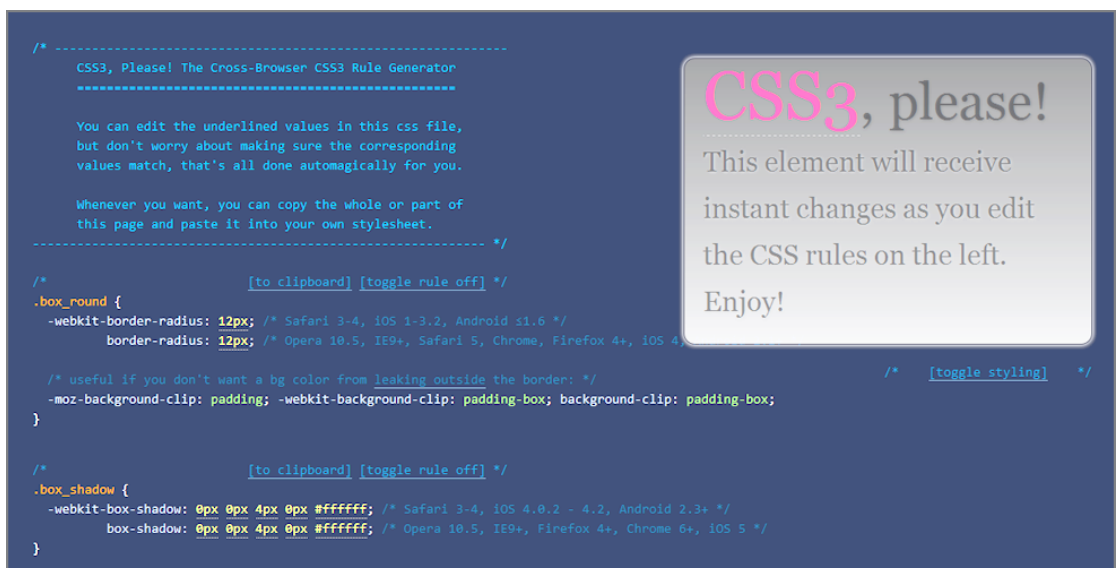 /* --------------------------------------------------------------
CSS3, Please! The Cross-Browser CSS3 Rule Generator
====================================================
You can edit the underlined values in this css file,
but don't worry about making sure the corresponding
values match, that's all done automagically for you.
Whenever you want, you can copy the whole or part of
this page and paste it into your own stylesheet.
-------------------------------------------------------------- */
/* [to clipboard] [toggle rule off] */
.box_round {
-webkit-border-radius: 12px; /* Safari 3-4, iOS 1-3.2, Android ≤1.6 */
border-radius: 12px; /* Opera 10.5, IE9+, Safari 5, Chrome, Firefox 4+, iOS 4,
/* useful if you don't want a bg color from leaking outside the border: */
-moz-background-clip: padding; -webkit-background-clip: padding-box; background-clip: padding-box;
}
/* [to clipboard] [toggle rule off] */
.box_shadow {
-webkit-box-shadow: 0px 0px 4px 0px #ffffff; /* Safari 3-4, iOS 4.0.2 - 4.2, Android 2.3+ */
box-shadow: 0px 0px 4px 0px #ffffff; /* Opera 10.5, IE9+, Firefox 4+, Chrome 6+, iOS 5 */
}
CSS3, please!
This element will receive
instant changes as you edit
the CSS rules on the left.
Enjoy!
/* [toggle styling] */